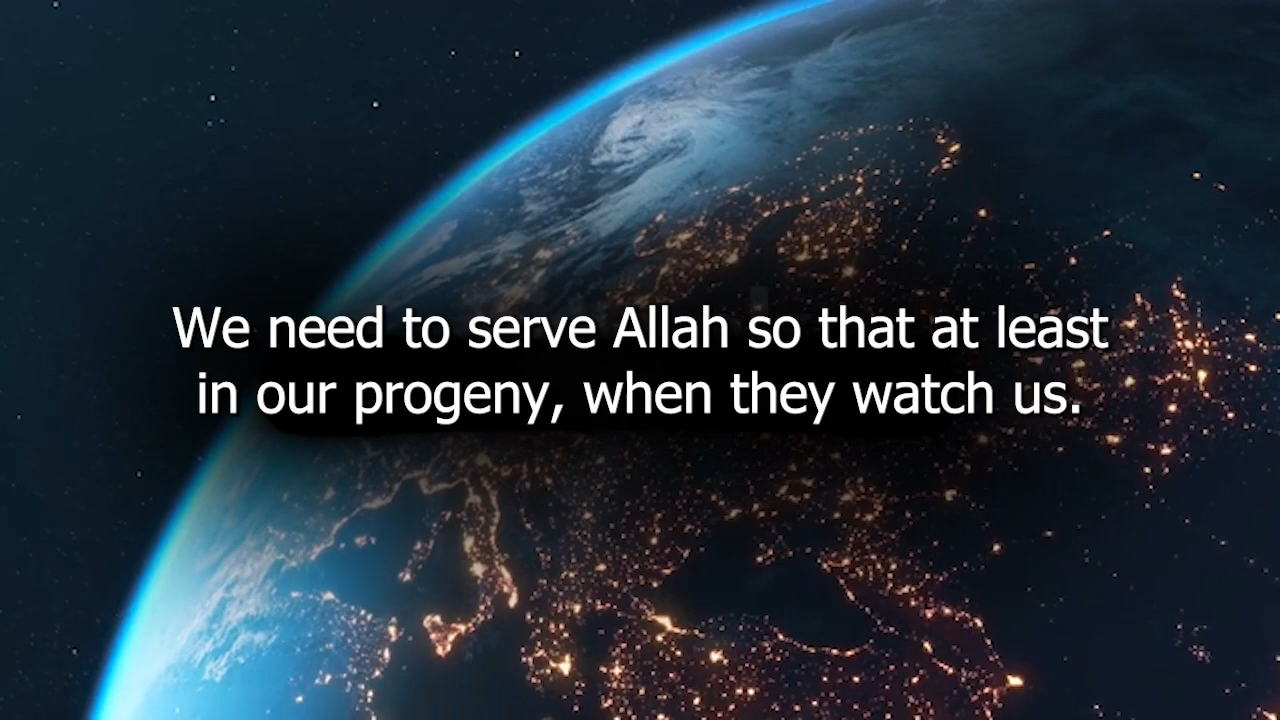 We need to serve Allah so that at least
in our progeny, when they watch us.